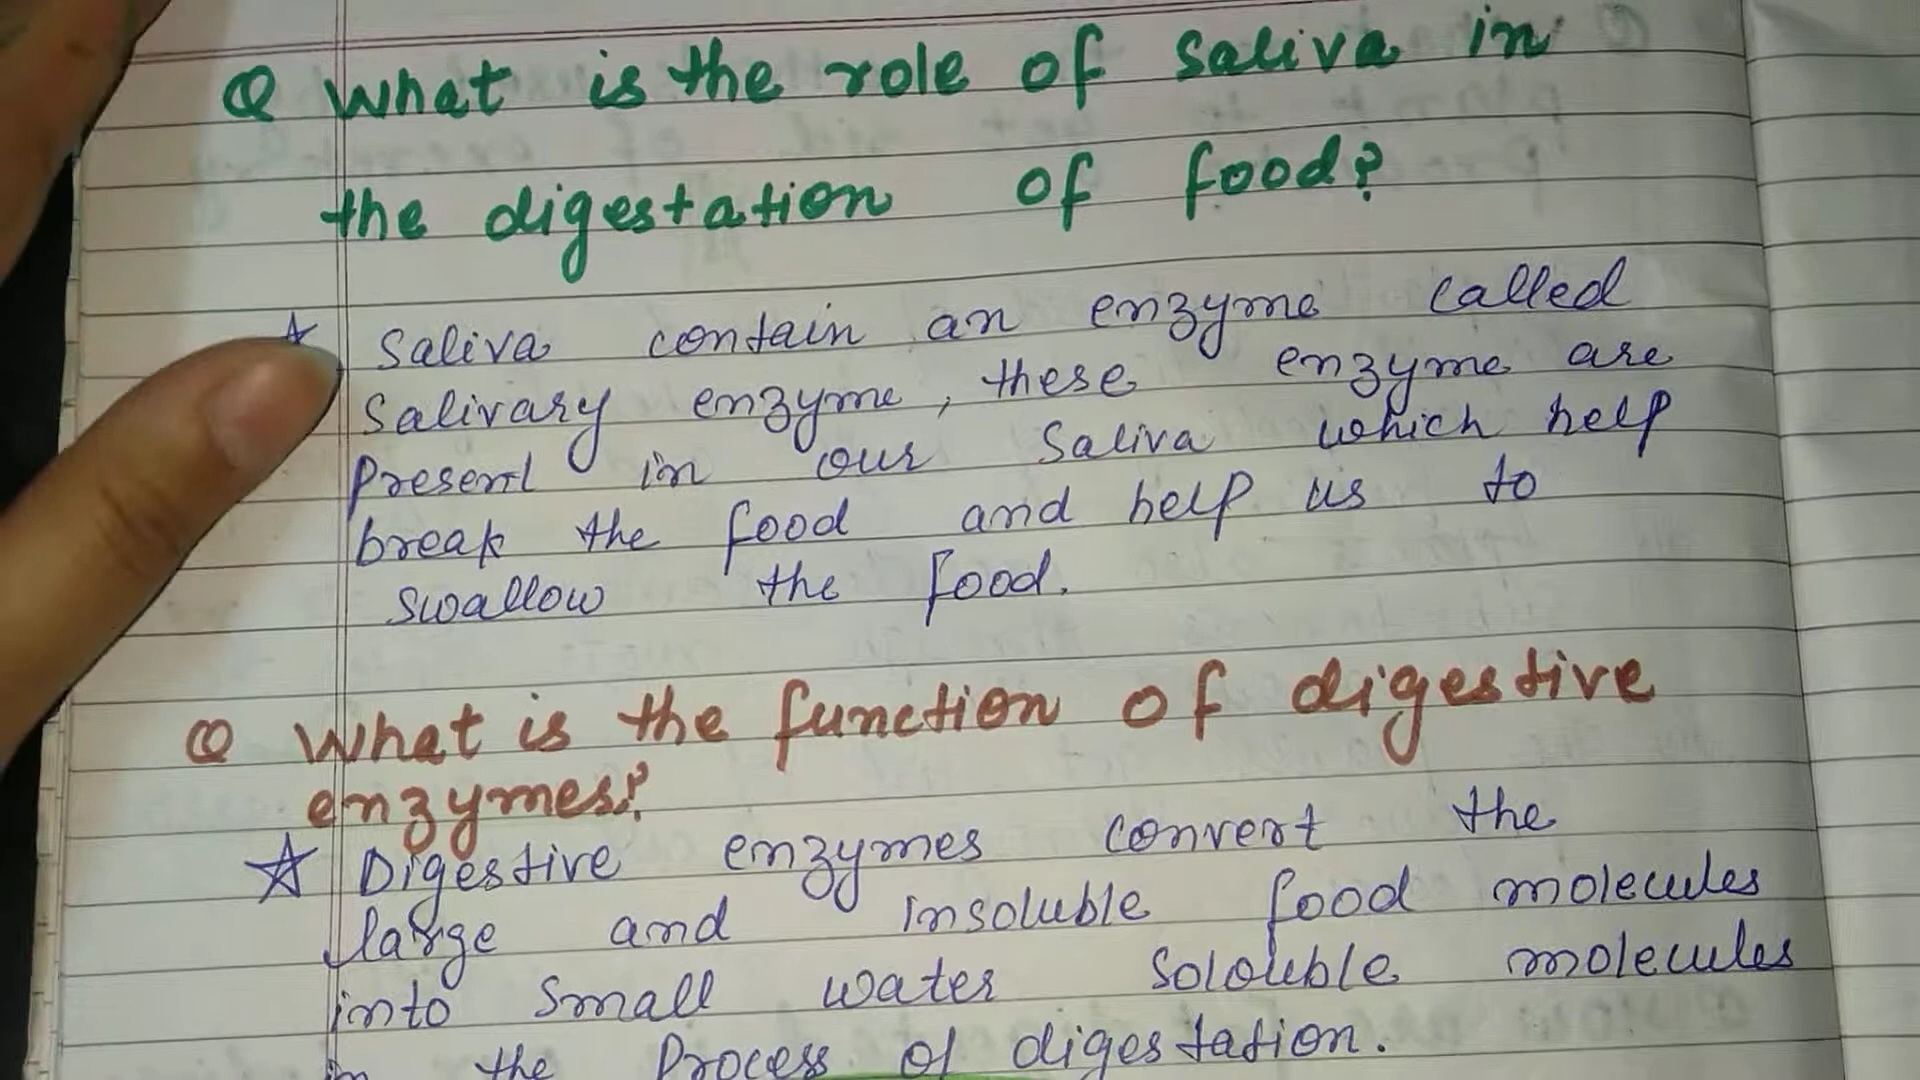 Q What is the role of saliva in
the digestation of food?
☆ Saliva contain an enzyme called
Salivary enzyme, these enzyme are
Present in our Saliva which help
break the food and help us to
swallow the food.
Q What is the function of digestive
enzymes?
☆ Digestive enzymes convert the
large and insoluble food molecules
into small water sololuble molecules
in the Process of digestation.